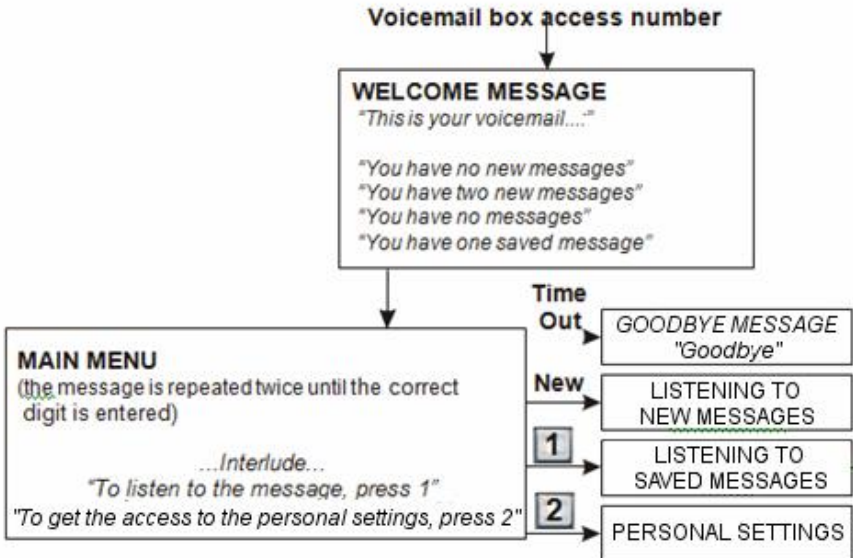 Voicemail box access number
WELCOME MESSAGE
"This is your voicemail...:"
"You have no new messages"
"You have two new messages"
"You have no messages"
"You have one saved message"
MAIN MENU
(the message is repeated twice until the correct
digit is entered)
...Interlude...
"To listen to the message, press 1"
"To get the access to the personal settings, press 2"
Time
Out
GOODBYE MESSAGE
"Goodbye"
New
LISTENING TO
NEW MESSAGES
1
LISTENING TO
SAVED MESSAGES
2
PERSONAL SETTINGS